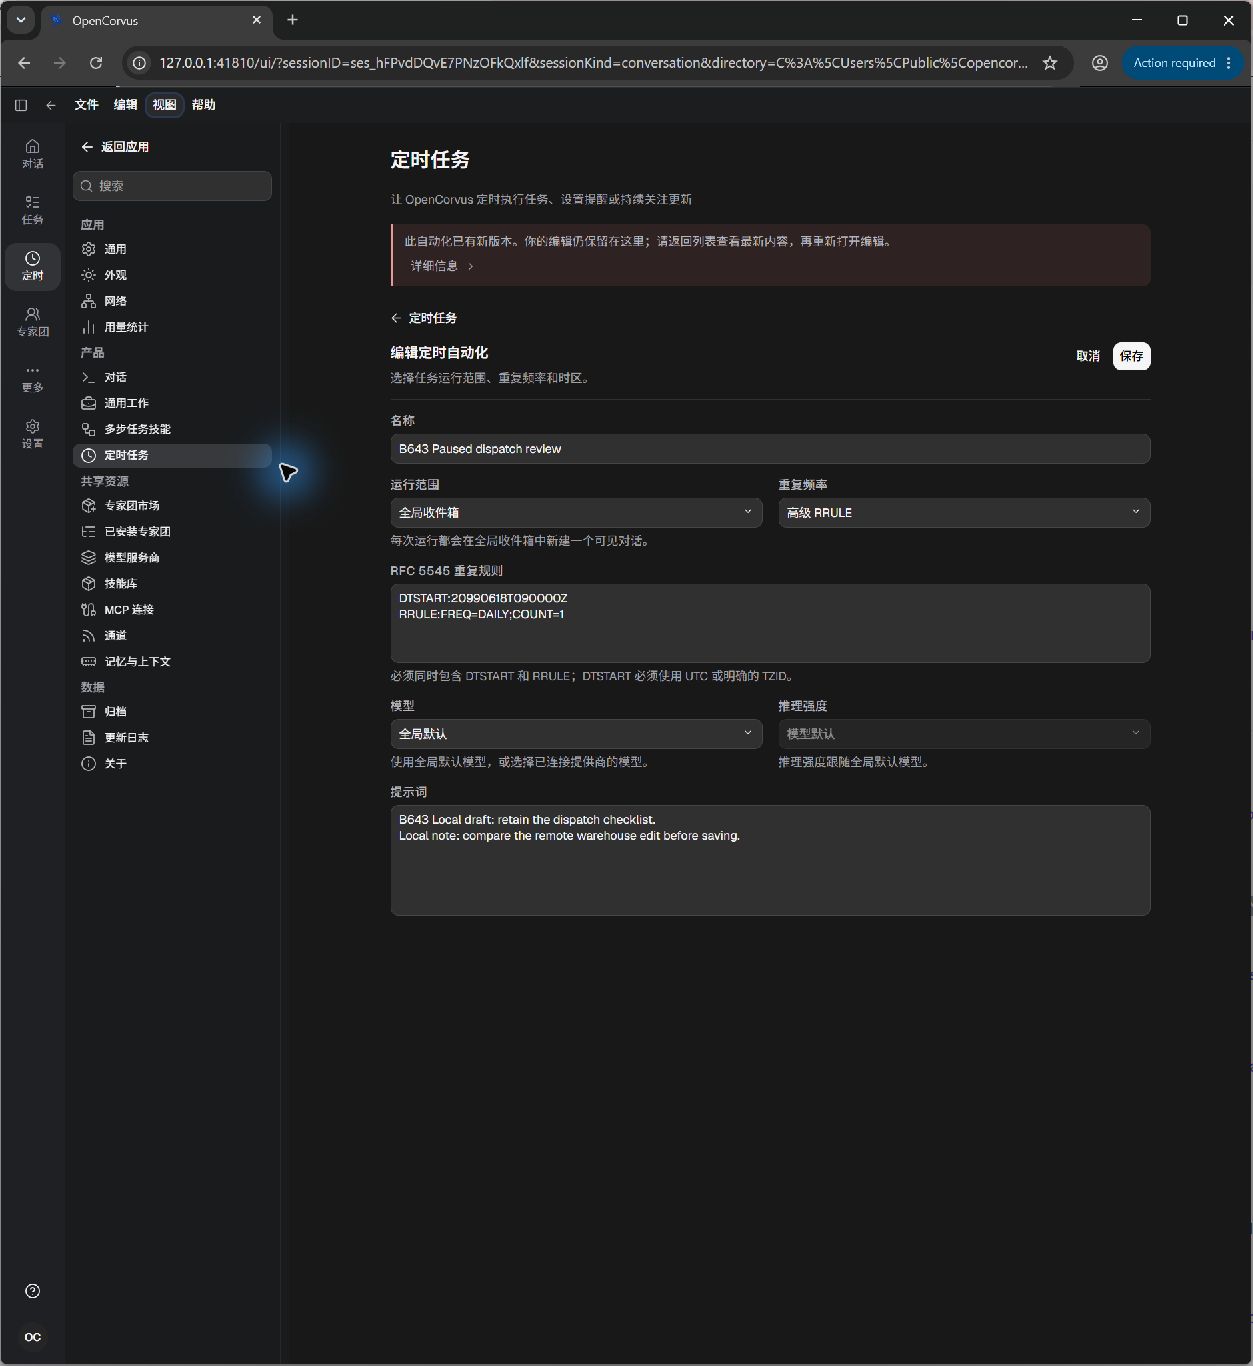 OpenCorvus
127.0.0.1:41810/ui/?sessionID=ses_hFPvdDQvE7PNzOFkQxlf&sessionKind=conversation&directory=C%3A%5CUsers%5CPublic%5Copencor...
Action required
文件 编辑 视图 帮助
对话
任务
定时
专家团
更多
设置
OC
返回应用
搜索
应用
通用
外观
网络
用量统计
产品
对话
通用工作
多步任务技能
定时任务
共享资源
专家团市场
已安装专家团
模型服务商
技能库
MCP 连接
通道
记忆与上下文
数据
归档
更新日志
关于
定时任务
让 OpenCorvus 定时执行任务、设置提醒或持续关注更新
此自动化已有新版本。你的编辑仍保留在这里；请返回列表查看最新内容，再重新打开编辑。
详细信息
定时任务
编辑定时自动化
取消 保存
选择任务运行范围、重复频率和时区。
名称
B643 Paused dispatch review
运行范围 重复频率
全局收件箱 高级 RRULE
每次运行都会在全局收件箱中新建一个可见对话。
RFC 5545 重复规则
DTSTART:20990618T090000Z
RRULE:FREQ=DAILY;COUNT=1
必须同时包含 DTSTART 和 RRULE；DTSTART 必须使用 UTC 或明确的 TZID。
模型 推理强度
全局默认 模型默认
使用全局默认模型，或选择已连接提供商的模型。 推理强度跟随全局默认模型。
提示词
B643 Local draft: retain the dispatch checklist.
Local note: compare the remote warehouse edit before saving.